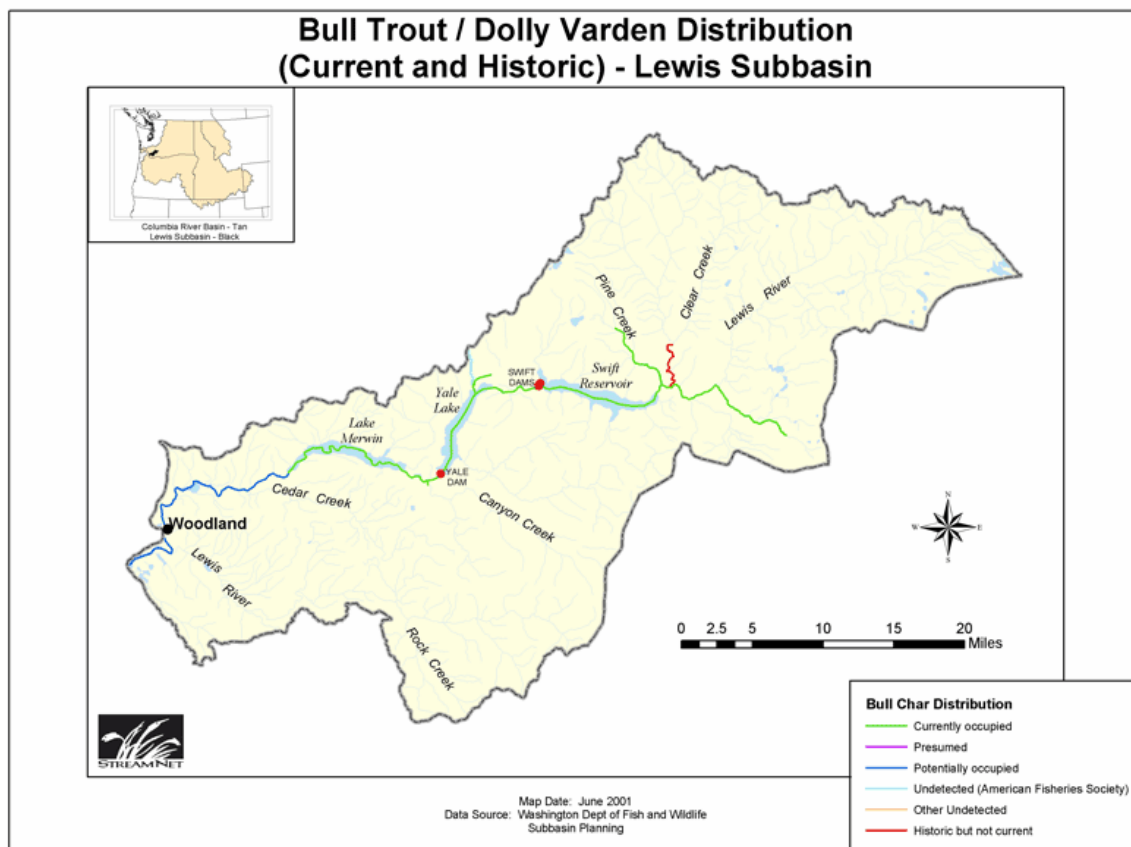 Bull Trout / Dolly Varden Distribution
(Current and Historic) - Lewis Subbasin
Columbia River Basin - Tan
Lewis Subbasin - Black
Pine Creek
Clear Creek
Lewis River
SWIFT
DAMS
Swift
Reservoir
Yale
Lake
Lake
Merwin
YALE
DAM
Cedar Creek
Canyon Creek
Woodland
Lewis River
Rock Creek
N
W
E
S
0 2.5 5 10 15 20
Miles
STREAMNET
Bull Char Distribution
Currently occupied
Presumed
Potentially occupied
Undetected (American Fisheries Society)
Other Undetected
Historic but not current
Map Date: June 2001
Data Source: Washington Dept of Fish and Wildlife
Subbasin Planning